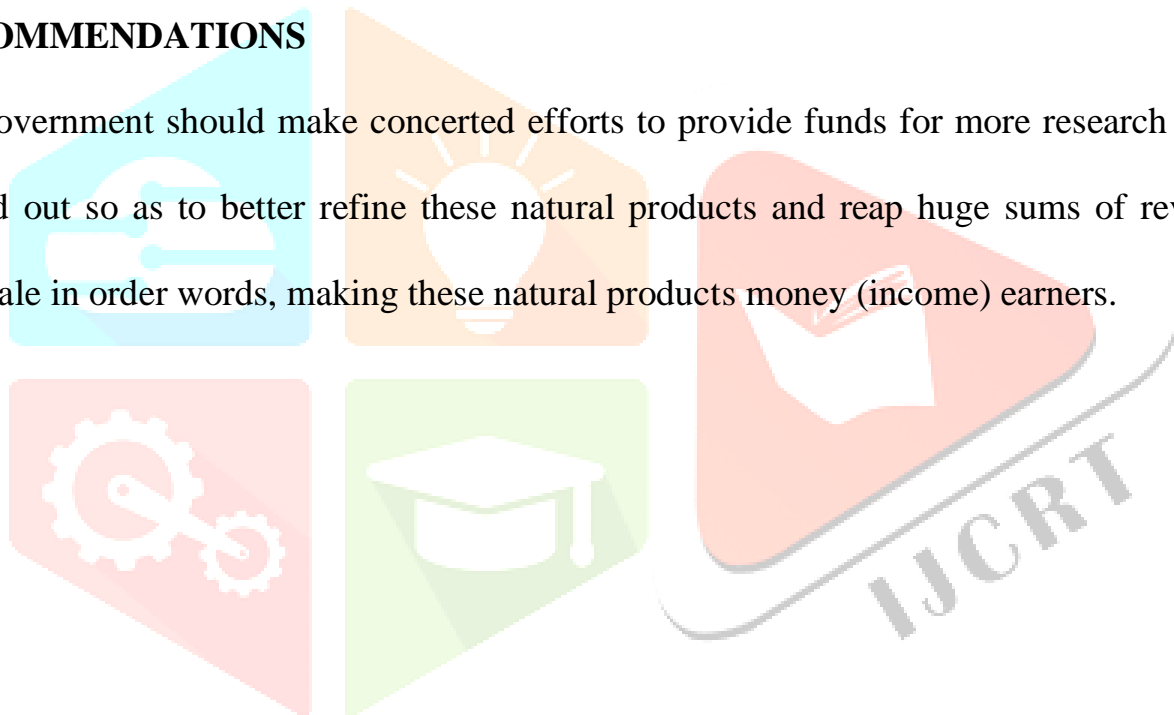 OMMENDATIONS
overnment should make concerted efforts to provide funds for more research
d out so as to better refine these natural products and reap huge sums of rev
ale in order words, making these natural products money (income) earners.
IJCRT